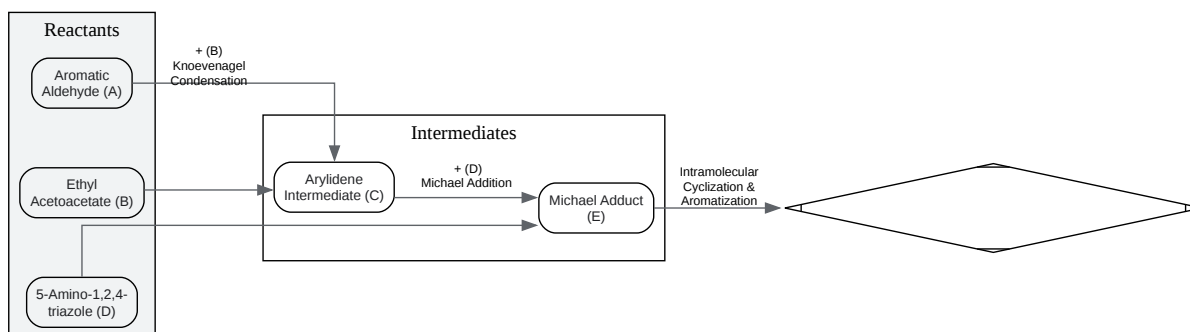 Reactants
Aromatic
Aldehyde (A)
+ (B)
Knoevenagel
Condensation
Intermediates
Ethyl
Acetoacetate (B)
Arylidene
Intermediate (C)
+ (D)
Michael Addition
Michael Adduct
(E)
Intramolecular
Cyclization &
Aromatization
5-Amino-1,2,4-
triazole (D)